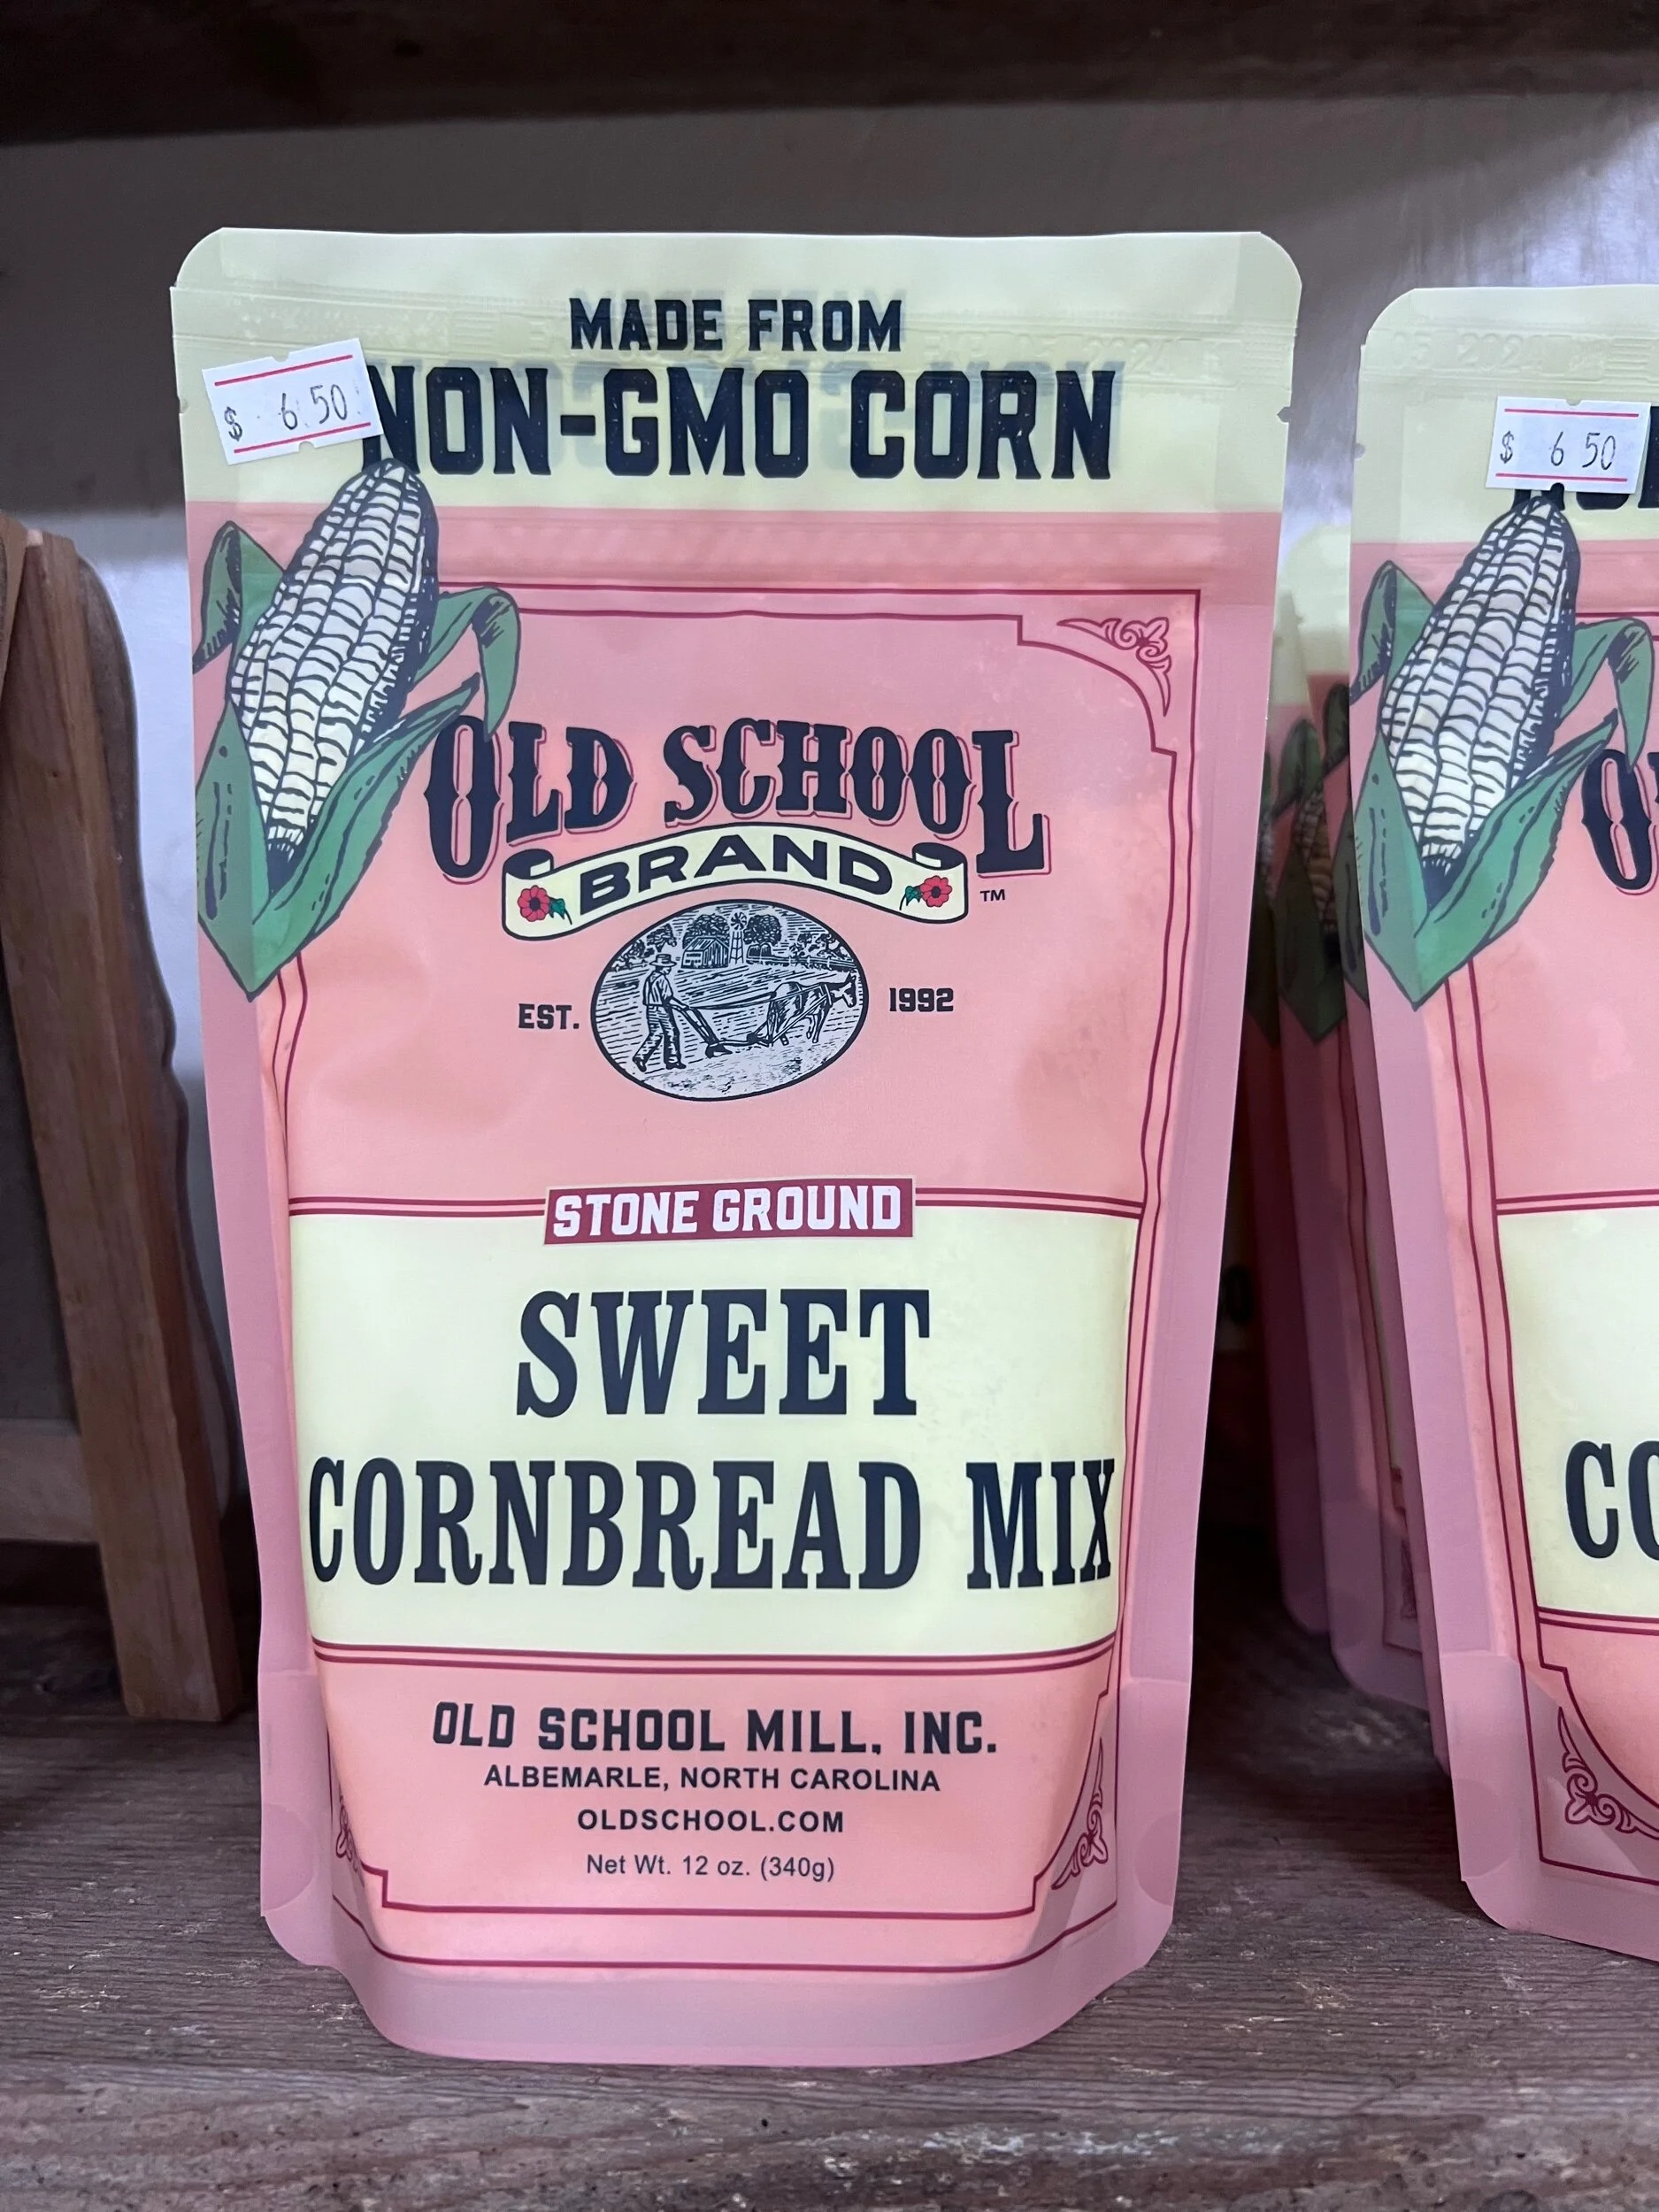 MADE FROM
NON-GMO CORN
$ 6 50
OLD SCHOOL
BRAND
™
EST.
1992
STONE GROUND
SWEET
CORNBREAD MIX
OLD SCHOOL MILL, INC.
ALBEMARLE, NORTH CAROLINA
OLDSCHOOL.COM
Net Wt. 12 oz. (340g)
$ 6 50